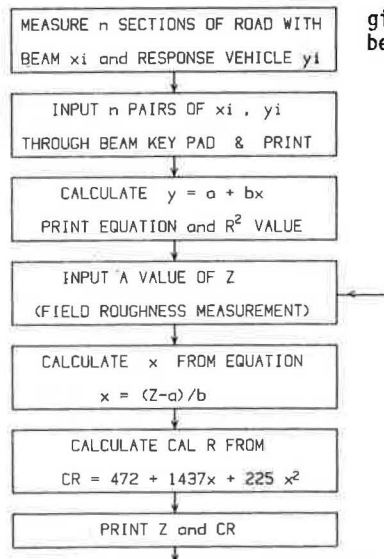 MEASURE n SECTIONS OF ROAD WITH
BEAM xi and RESPONSE VEHICLE yi
INPUT n PAIRS OF xi , yi
THROUGH BEAM KEY PAD & PRINT
CALCULATE y = a + bx
PRINT EQUATION and R² VALUE
INPUT A VALUE OF Z
(FIELD ROUGHNESS MEASUREMENT)
CALCULATE x FROM EQUATION
x = (Z-a)/b
CALCULATE CAL R FROM
CR = 472 + 1437x + 225 x²
PRINT Z and CR